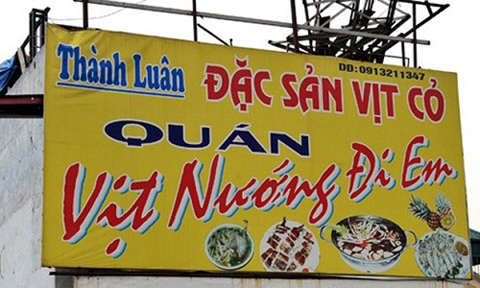 DĐ:0913211347
Thành Luân ĐẶC SẢN VỊT CỎ
QUÁN
Vịt Nướng Đi Em